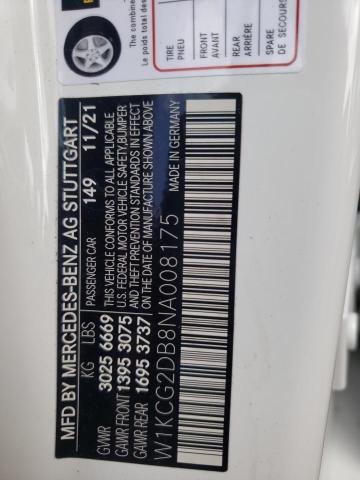 The combine
Le poids total des
TIRE
PNEU
FRONT
AVANT
REAR
ARRIÈRE
SPARE
DE SECOURS
MFD BY MERCEDES-BENZ AG STUTTGART
KG LBS PASSENGER CAR 149 11/21
GVWR 3025 6669
GAWR FRONT 1395 3075
GAWR REAR 1695 3737
THIS VEHICLE CONFORMS TO ALL APPLICABLE
U.S. FEDERAL MOTOR VEHICLE SAFETY,BUMPER
AND THEFT PREVENTION STANDARDS IN EFFECT
ON THE DATE OF MANUFACTURE SHOWN ABOVE
W1KCG2DB8NA008175 MADE IN GERMANY